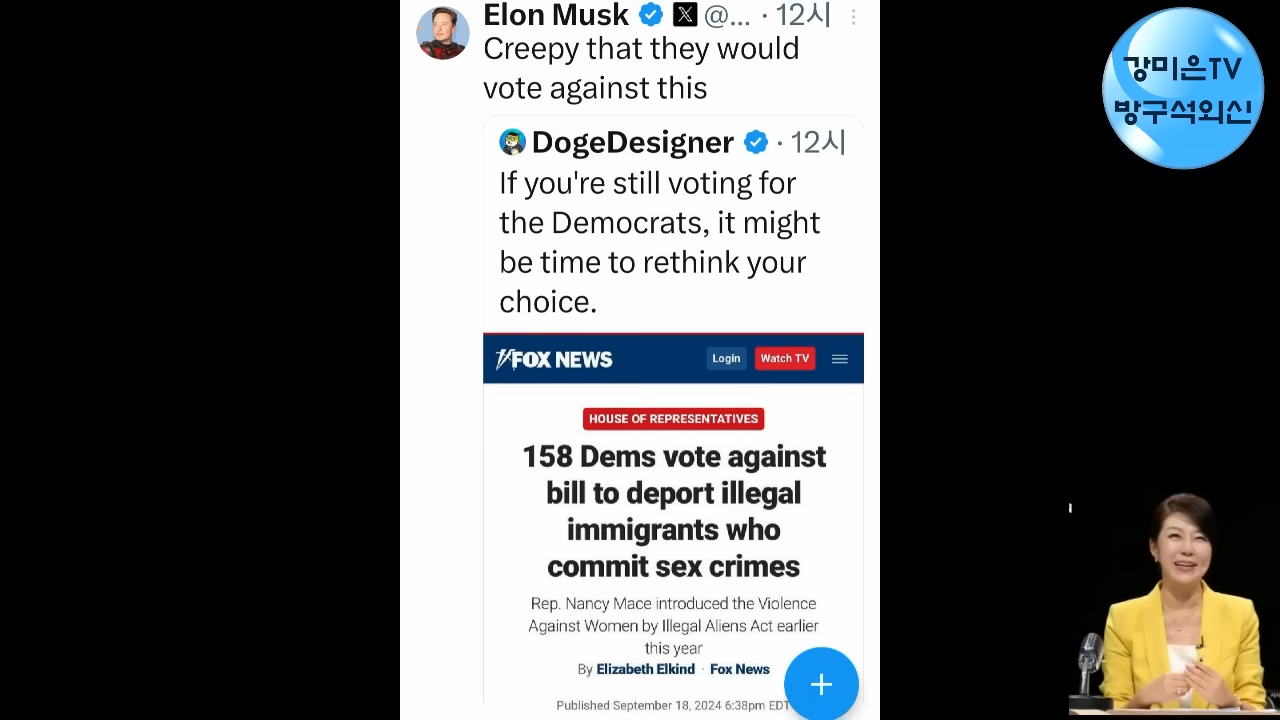 Elon Musk @... · 12시
Creepy that they would
vote against this
DogeDesigner · 12시
If you're still voting for
the Democrats, it might
be time to rethink your
choice.
FOX NEWS
Login
Watch TV
HOUSE OF REPRESENTATIVES
158 Dems vote against
bill to deport illegal
immigrants who
commit sex crimes
Rep. Nancy Mace introduced the Violence
Against Women by Illegal Aliens Act earlier
this year
By Elizabeth Elkind · Fox News
Published September 18, 2024 6:38pm EDT
강미은TV
방구석외신